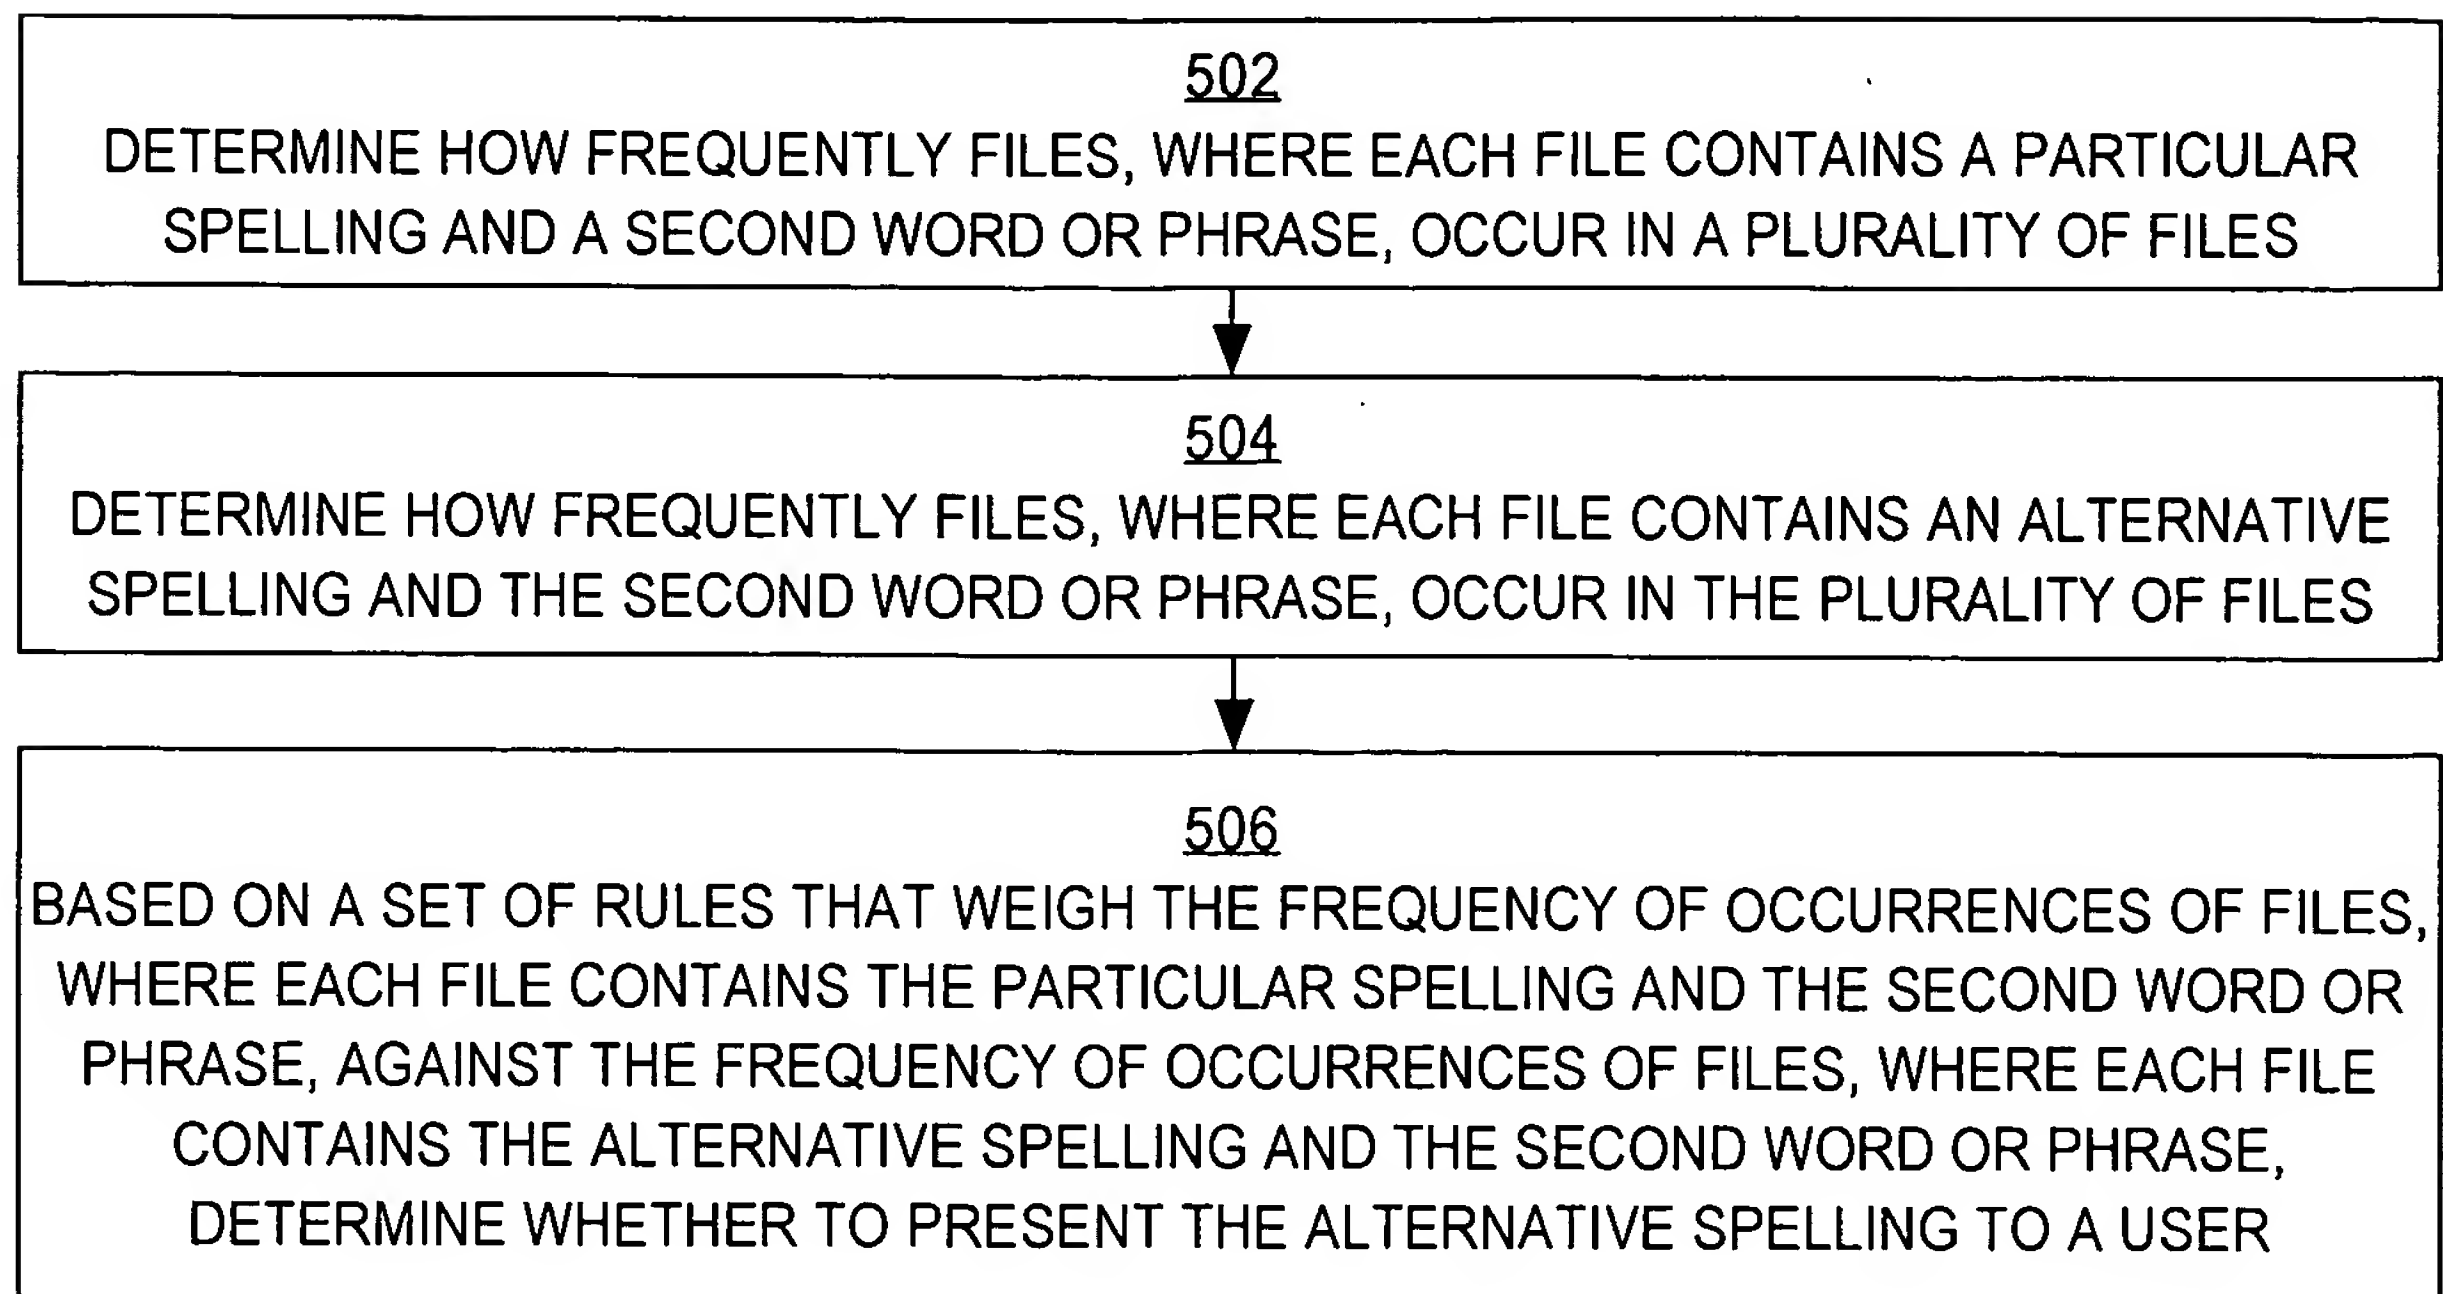 502
DETERMINE HOW FREQUENTLY FILES, WHERE EACH FILE CONTAINS A PARTICULAR
SPELLING AND A SECOND WORD OR PHRASE, OCCUR IN A PLURALITY OF FILES
504
DETERMINE HOW FREQUENTLY FILES, WHERE EACH FILE CONTAINS AN ALTERNATIVE
SPELLING AND THE SECOND WORD OR PHRASE, OCCUR IN THE PLURALITY OF FILES
506
BASED ON A SET OF RULES THAT WEIGH THE FREQUENCY OF OCCURRENCES OF FILES,
WHERE EACH FILE CONTAINS THE PARTICULAR SPELLING AND THE SECOND WORD OR
PHRASE, AGAINST THE FREQUENCY OF OCCURRENCES OF FILES, WHERE EACH FILE
CONTAINS THE ALTERNATIVE SPELLING AND THE SECOND WORD OR PHRASE,
DETERMINE WHETHER TO PRESENT THE ALTERNATIVE SPELLING TO A USER